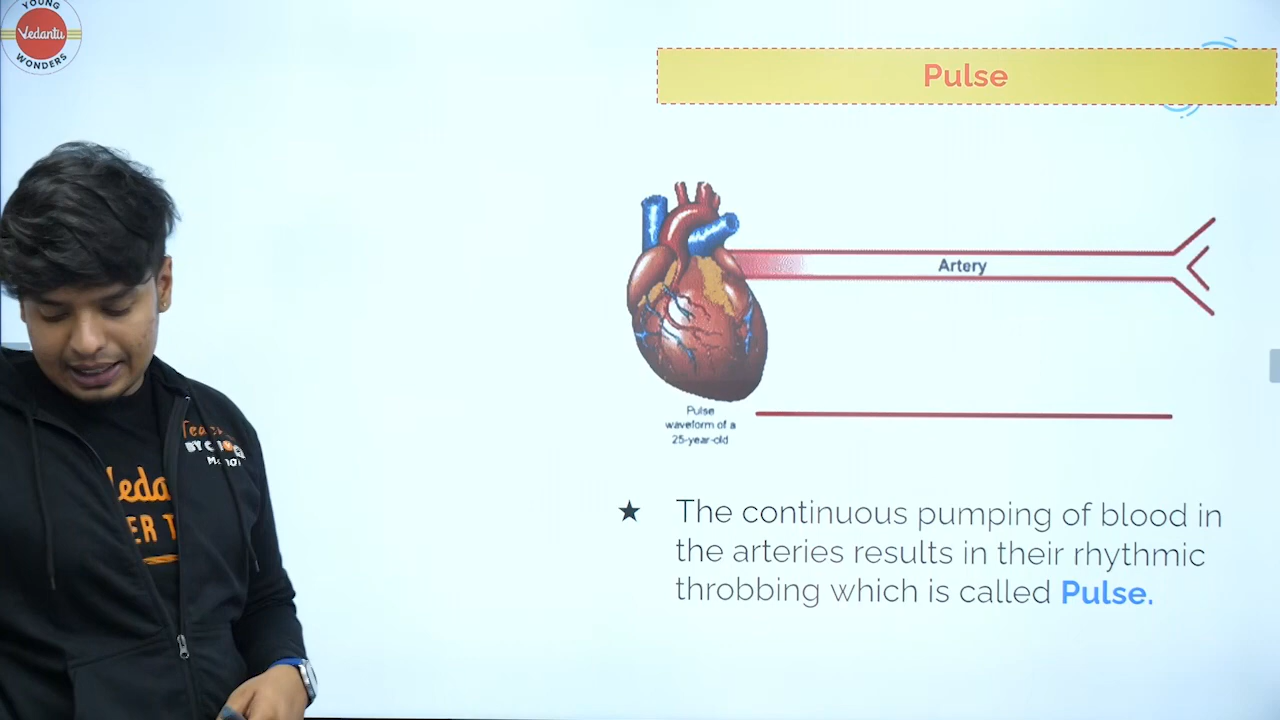 YOUNG
Vedantu
WONDERS
Pulse
Artery
Pulse
waveform of a
25-year-old
★ The continuous pumping of blood in
the arteries results in their rhythmic
throbbing which is called Pulse.
BY